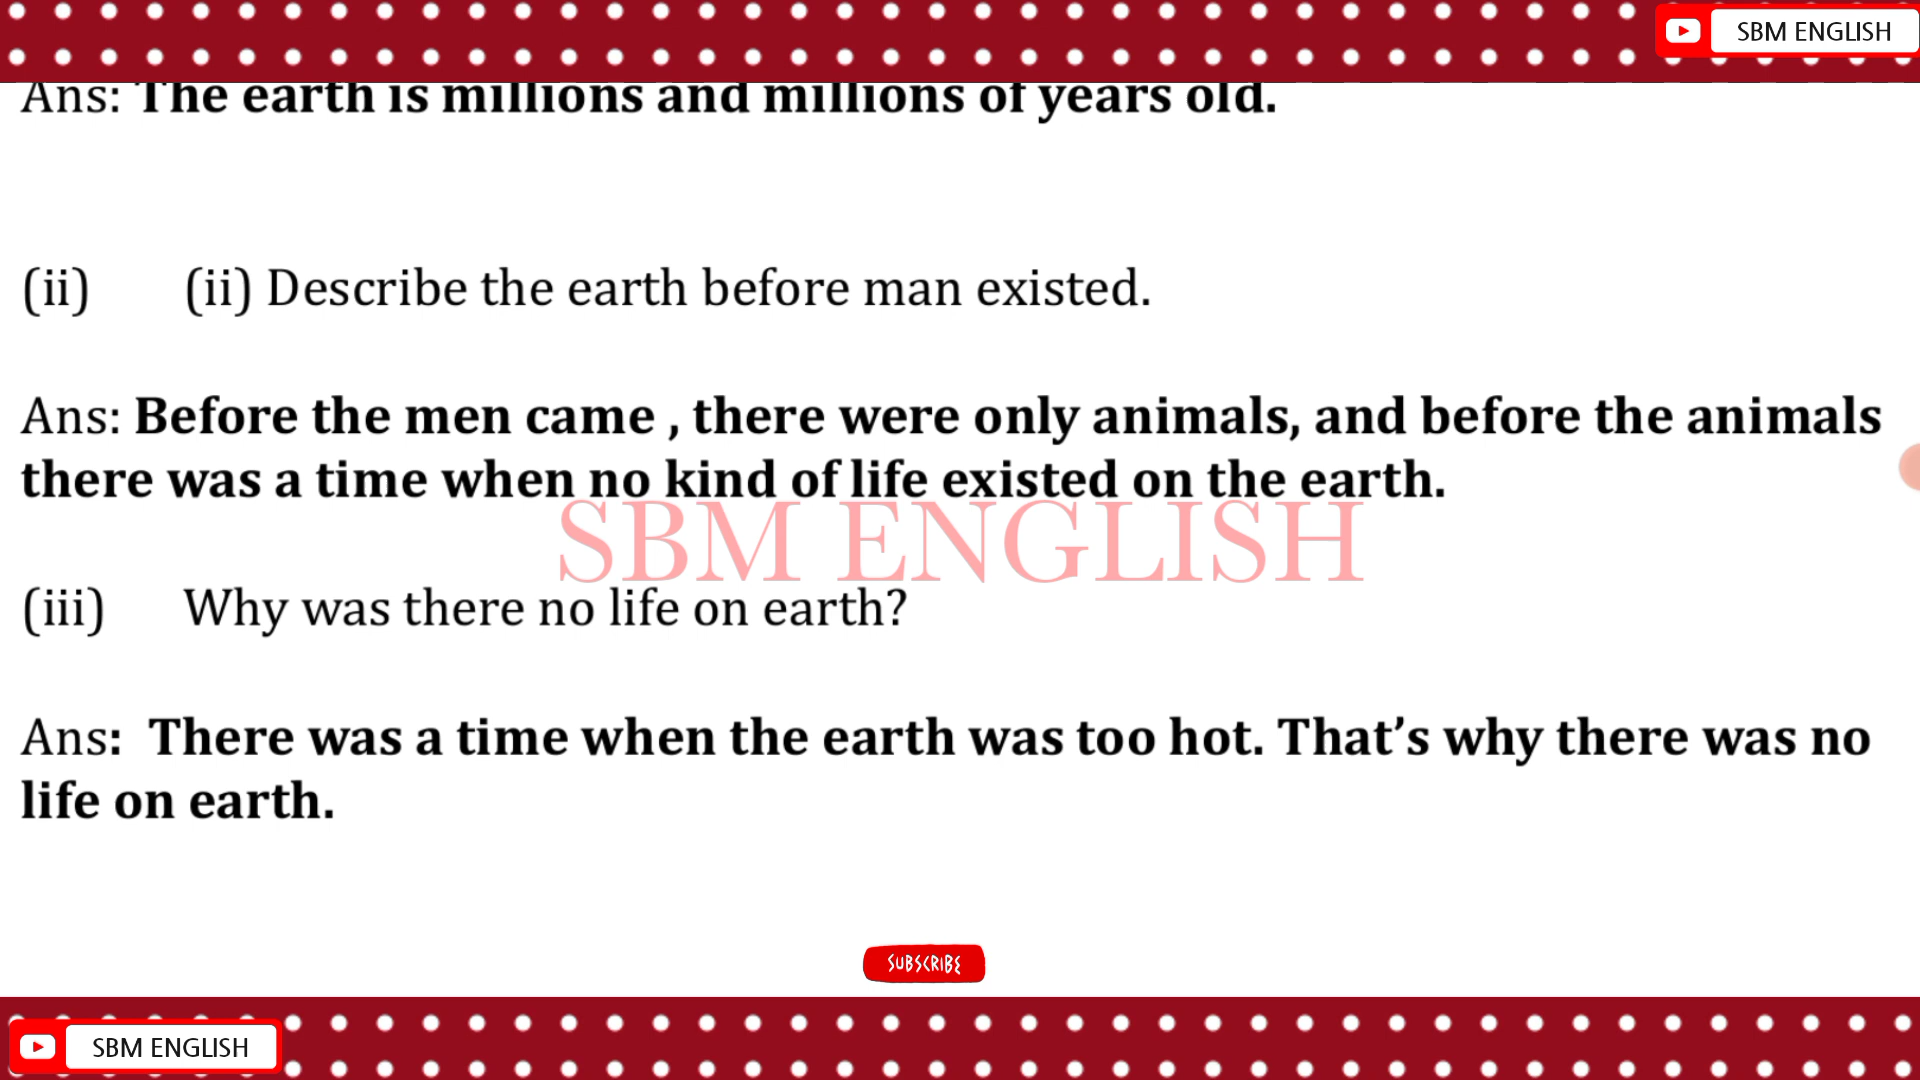 SBM ENGLISH
Ans: The earth is millions and millions of years old.
(ii) (ii) Describe the earth before man existed.
Ans: Before the men came , there were only animals, and before the animals
there was a time when no kind of life existed on the earth.
SBM ENGLISH
(iii) Why was there no life on earth?
Ans: There was a time when the earth was too hot. That’s why there was no
life on earth.
SUBSCRIBE
SBM ENGLISH